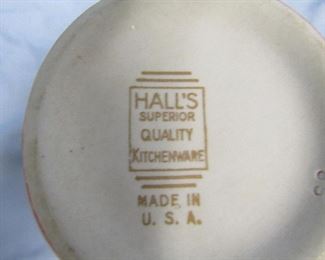 HALL'S
SUPERIOR
QUALITY
KITCHENWARE
MADE IN
U. S. A.